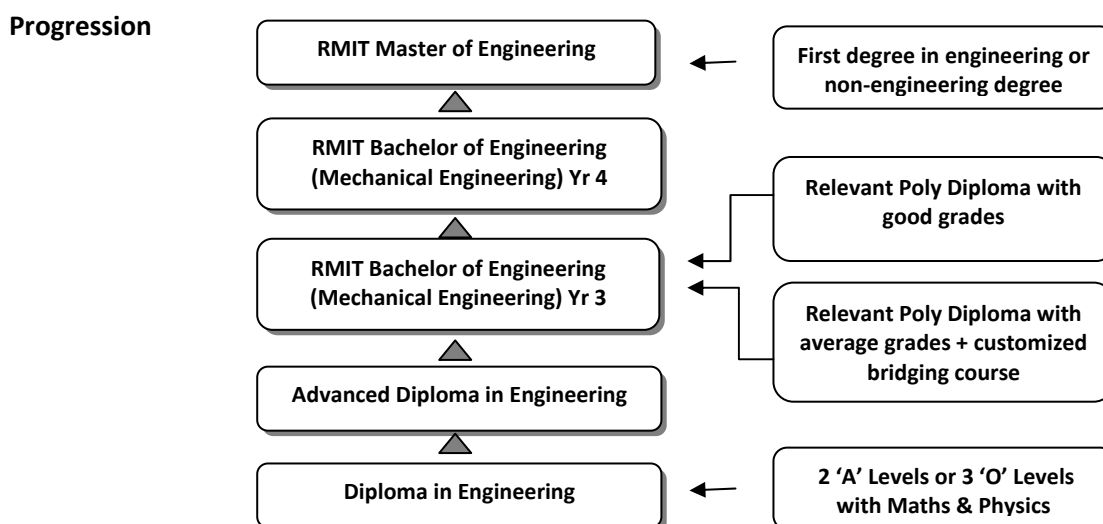 Progression
RMIT Master of Engineering
First degree in engineering or
non-engineering degree
RMIT Bachelor of Engineering
(Mechanical Engineering) Yr 4
Relevant Poly Diploma with
good grades
RMIT Bachelor of Engineering
(Mechanical Engineering) Yr 3
Relevant Poly Diploma with
average grades + customized
bridging course
Advanced Diploma in Engineering
Diploma in Engineering
2 ‘A’ Levels or 3 ‘O’ Levels
with Maths & Physics